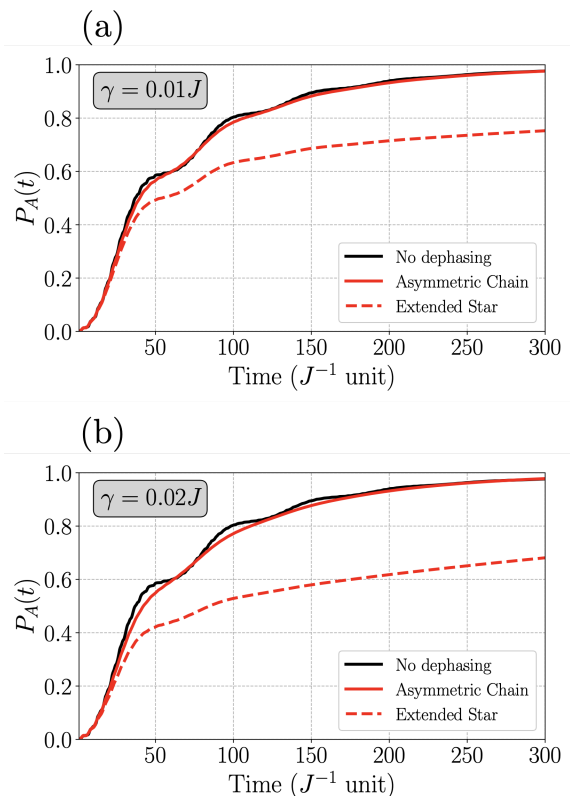 (a)
γ = 0.01J
P_A(t)
1.0
0.8
0.6
0.4
0.2
0.0
No dephasing
Asymmetric Chain
Extended Star
50 100 150 200 250 300
Time (J⁻¹ unit)
(b)
γ = 0.02J
P_A(t)
1.0
0.8
0.6
0.4
0.2
0.0
No dephasing
Asymmetric Chain
Extended Star
50 100 150 200 250 300
Time (J⁻¹ unit)